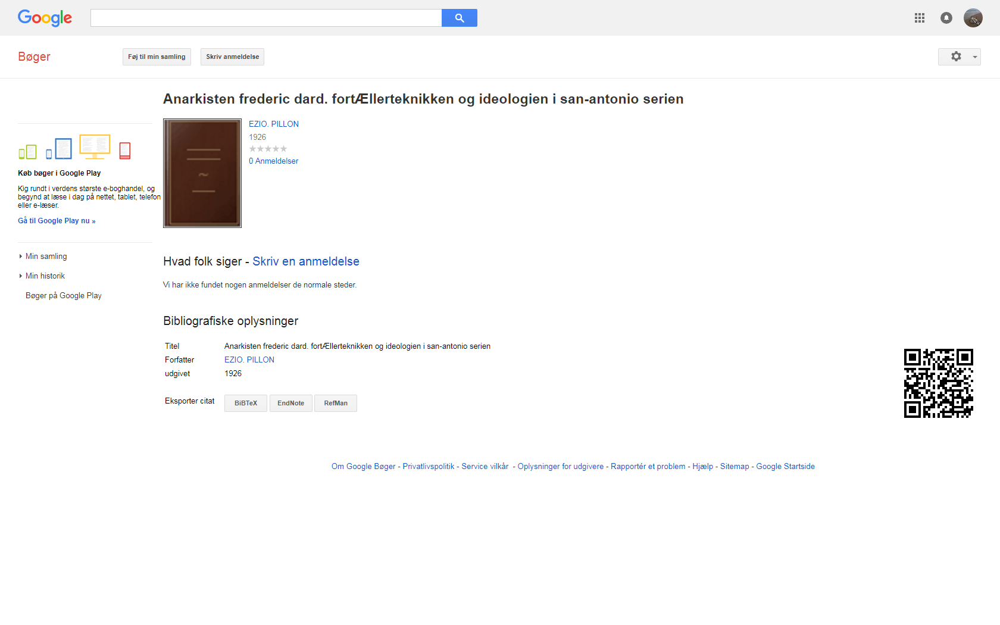 Google
Bøger
Føj til min samling
Skriv anmeldelse
Anarkisten frederic dard. fortÆllerteknikken og ideologien i san-antonio serien
EZIO. PILLON
1926
0 Anmeldelser
Køb bøger i Google Play
Kig rundt i verdens største e-boghandel, og
begynd at læse i dag på nettet, tablet, telefon
eller e-læser.
Gå til Google Play nu »
Min samling
Min historik
Bøger på Google Play
Hvad folk siger - Skriv en anmeldelse
Vi har ikke fundet nogen anmeldelser de normale steder.
Bibliografiske oplysninger
Titel Anarkisten frederic dard. fortÆllerteknikken og ideologien i san-antonio serien
Forfatter EZIO. PILLON
udgivet 1926
Eksporter citat BiBTeX EndNote RefMan
Om Google Bøger - Privatlivspolitik - Service vilkår - Oplysninger for udgivere - Rapportér et problem - Hjælp - Sitemap - Google Startside